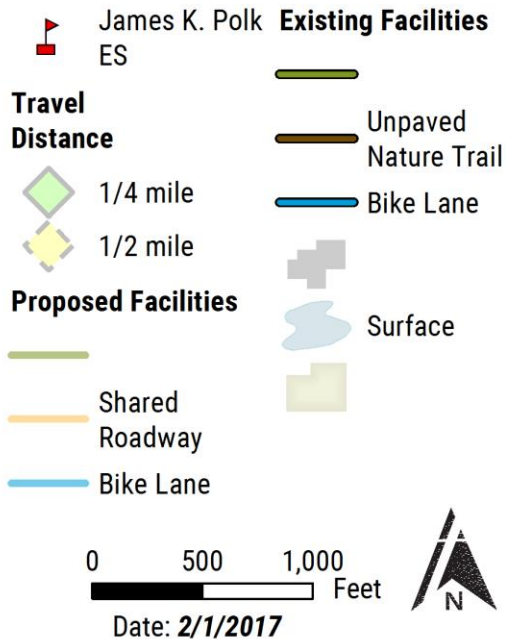 James K. Polk
ES
Travel
Distance
1/4 mile
1/2 mile
Proposed Facilities
Shared
Roadway
Bike Lane
Existing Facilities
Unpaved
Nature Trail
Bike Lane
Surface
0 500 1,000
Feet
Date: 2/1/2017
N